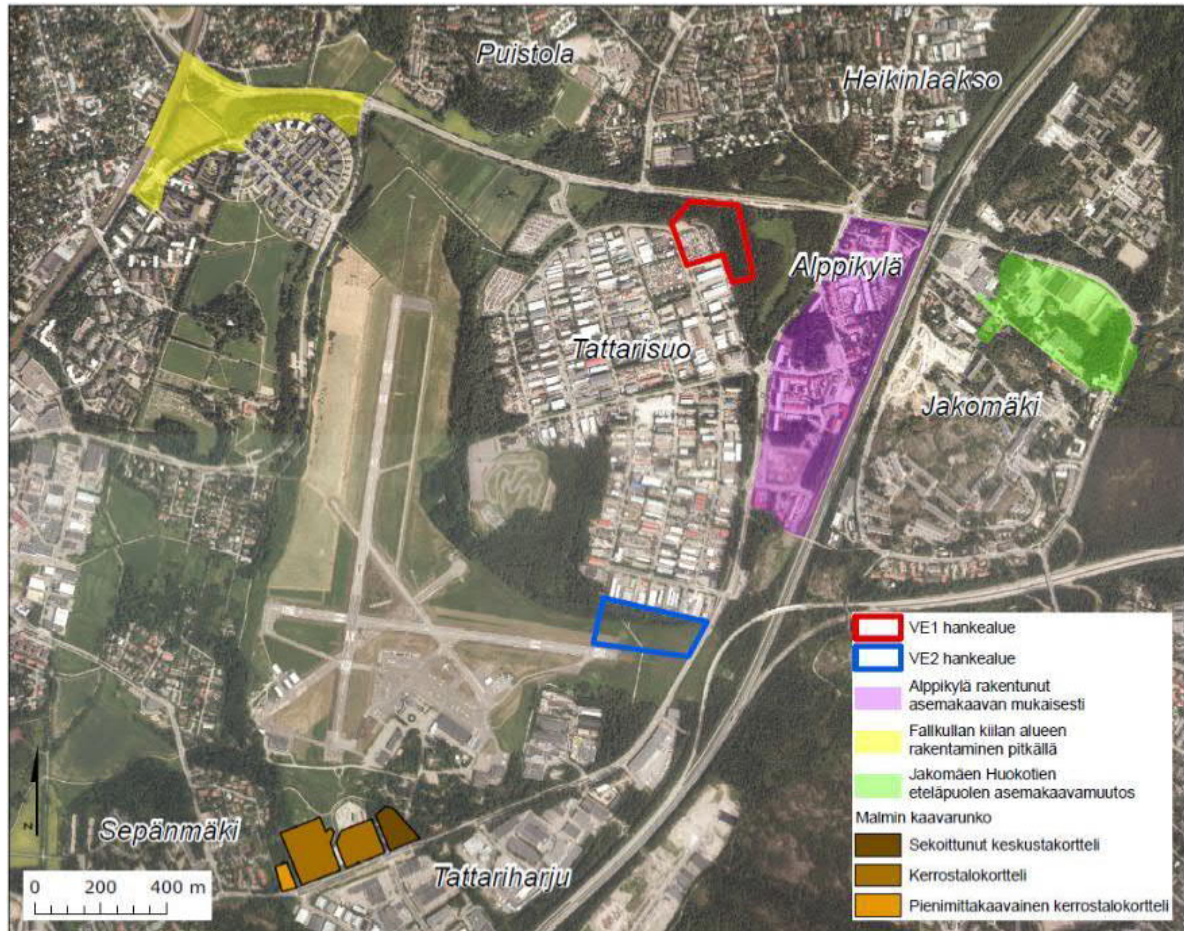 Puistola
Heikinlaakso
Alppikylä
Tattarisuo
Jakomäki
Sepänmäki
Tattariharju
N
0 200 400 m
VE1 hankealue
VE2 hankealue
Alppikylä rakentunut
asemakaavan mukaisesti
Fallkullan kiilan alueen
rakentaminen pitkällä
Jakomäen Huokotien
eteläpuolen asemakaavamuutos
Malmin kaavarunko
Sekoittunut keskustakortteli
Kerrostalokortteli
Pienimittakaavainen kerrostalokortteli